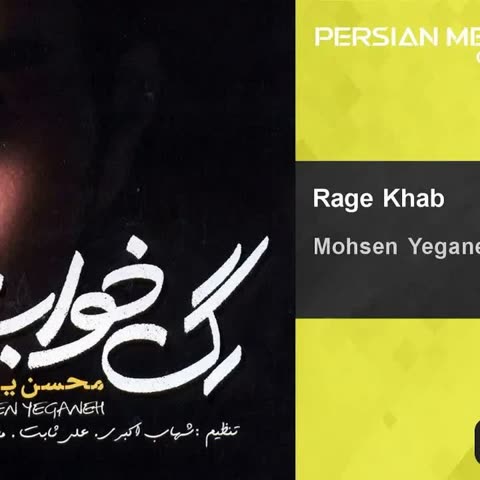 PERSIAN ME
Rage Khab
Mohsen Yegane
رگ خواب
محسن ی
EN YEGANEH
تنظیم : شهاب اکبری . علی ثابت .